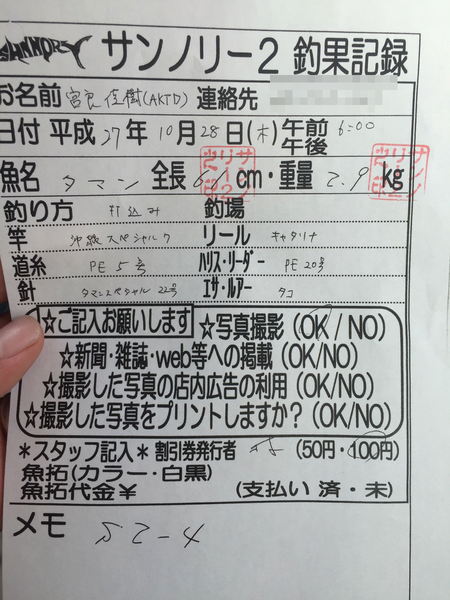 SUNNORY サンノリー2 釣果記録
お名前 宮良 佳樹(AKTD) 連絡先
日付 平成 27年 10月 28日(木) 午前 午後 6:00
魚名 タマン 全長 cm・重量 2.9 kg
釣り方 打込み 釣場
竿 沖縄スペシャル7 リール キャタリナ
道糸 PE 5号 ハリス・リーダー PE 20号
針 タマンスペシャル 22号 エサ・ルアー タコ
☆ご記入お願いします ☆写真撮影(OK/NO)
☆新聞・雑誌・web等への掲載(OK/NO)
☆撮影した写真の店内広告の利用(OK/NO)
☆撮影した写真をプリントしますか?(OK/NO)
*スタッフ記入* 割引券発行者 (50円・100円)
魚拓(カラー・白黒)
魚拓代金¥ (支払い 済・未)
メモ 52-4